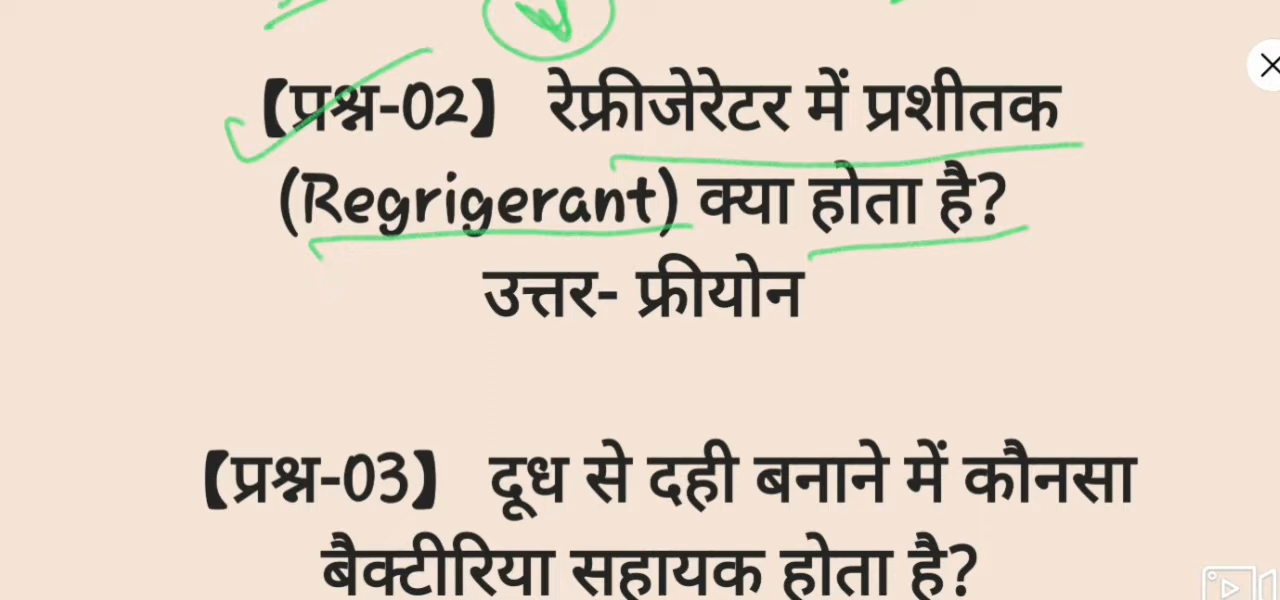 【प्रश्न-02】 रेफ्रीजेरेटर में प्रशीतक
(Regrigerant) क्या होता है?
उत्तर- फ्रीयोन
【प्रश्न-03】 दूध से दही बनाने में कौनसा
बैक्टीरिया सहायक होता है?